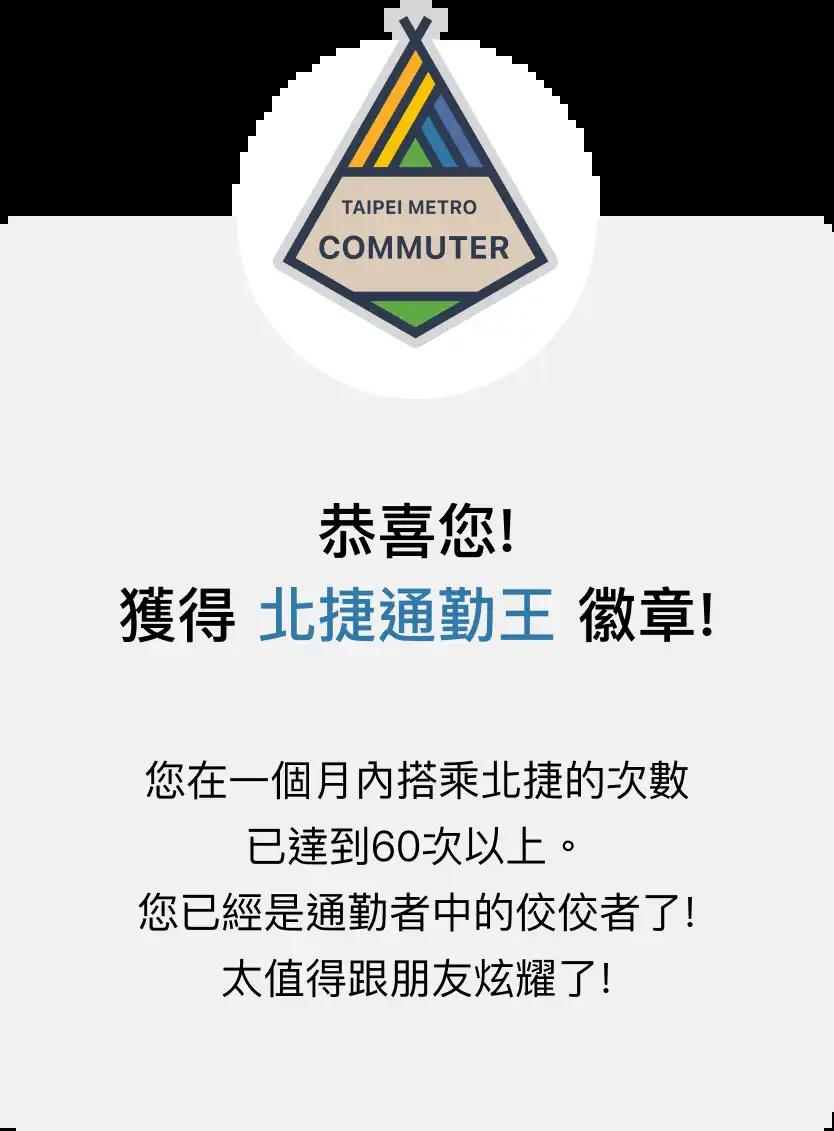 TAIPEI METRO
COMMUTER
恭喜您!
獲得 北捷通勤王 徽章!
您在一個月內搭乘北捷的次數
已達到60次以上。
您已經是通勤者中的佼佼者了!
太值得跟朋友炫耀了!